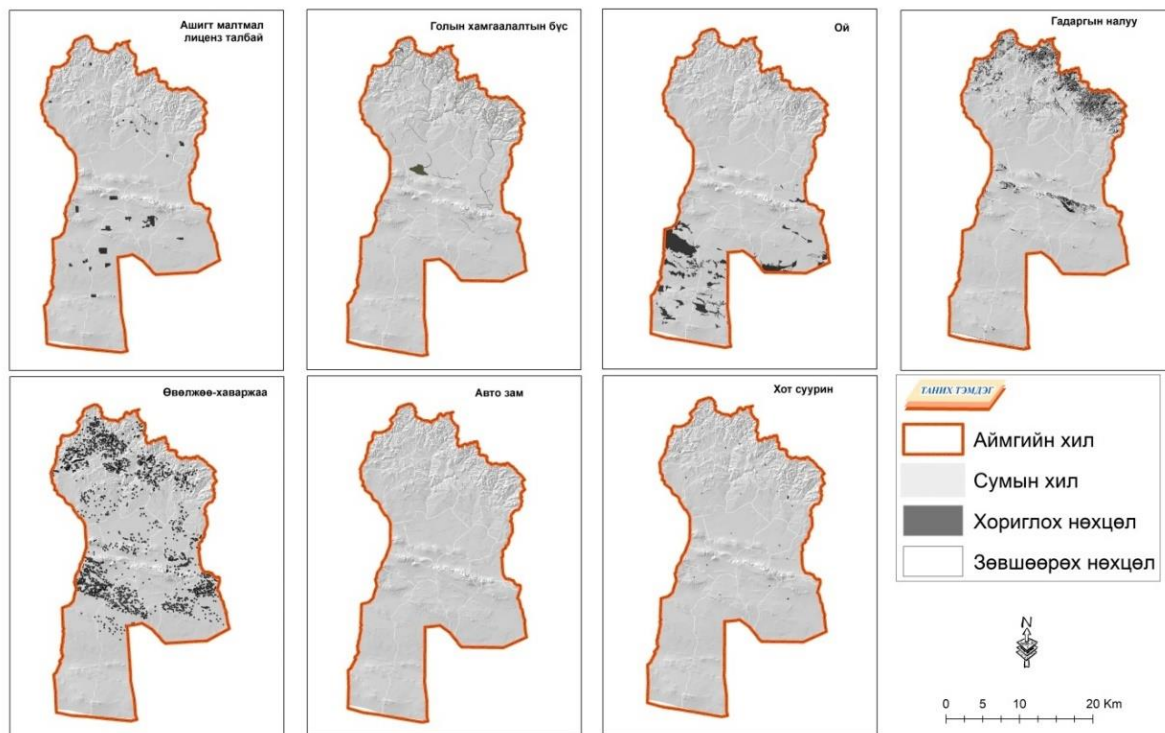 Ашигт малтмал
лиценз талбай
Голын хамгаалалтын бүс
Ой
Гадаргын налуу
Өвөлжөө-хаваржаа
Авто зам
Хот суурин
ТАНИХ ТЭМДЭГ
Аймгийн хил
Сумын хил
Хориглох нөхцөл
Зөвшөөрөх нөхцөл
N
0 5 10 20 Km